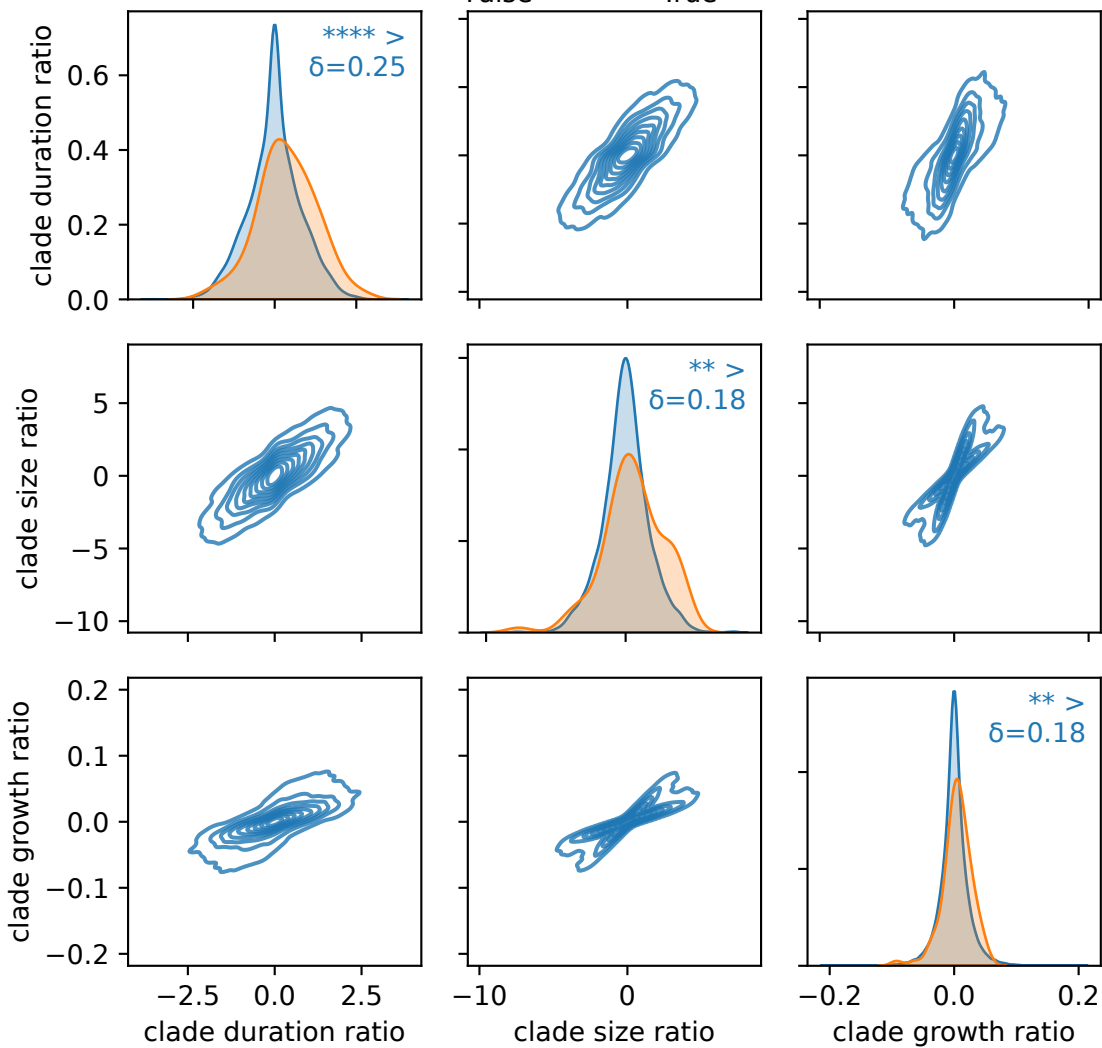 False True
clade duration ratio
0.6
0.4
0.2
0.0
**** >
δ=0.25
clade size ratio
5
0
−5
−10
** >
δ=0.18
clade growth ratio
0.2
0.1
0.0
−0.1
−0.2
** >
δ=0.18
−2.5 0.0 2.5
−10 0
−0.2 0.0 0.2
clade duration ratio
clade size ratio
clade growth ratio